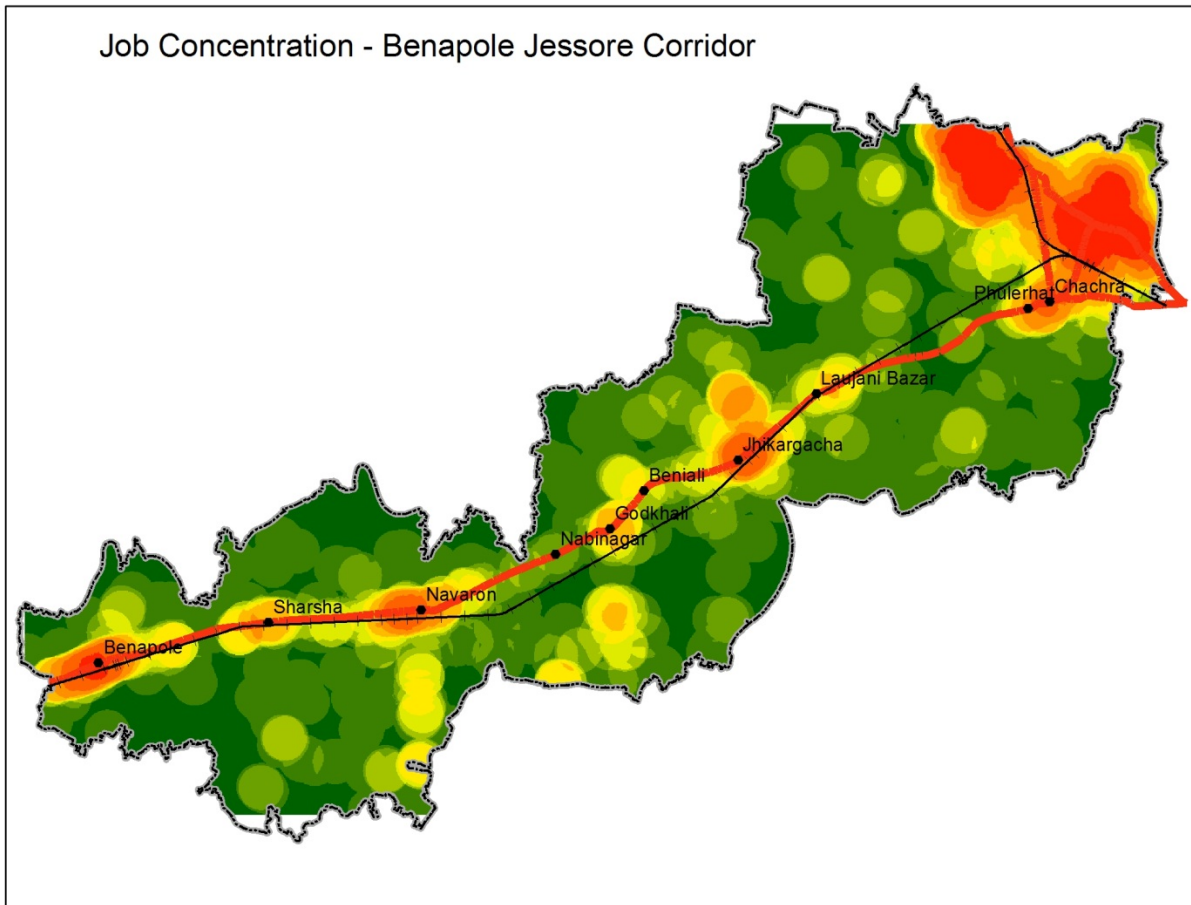 Job Concentration - Benapole Jessore Corridor
Phulerhat
Chachra
Laujani Bazar
Jhikargacha
Beniali
Godkhali
Nabinagar
Navaron
Sharsha
Benapole